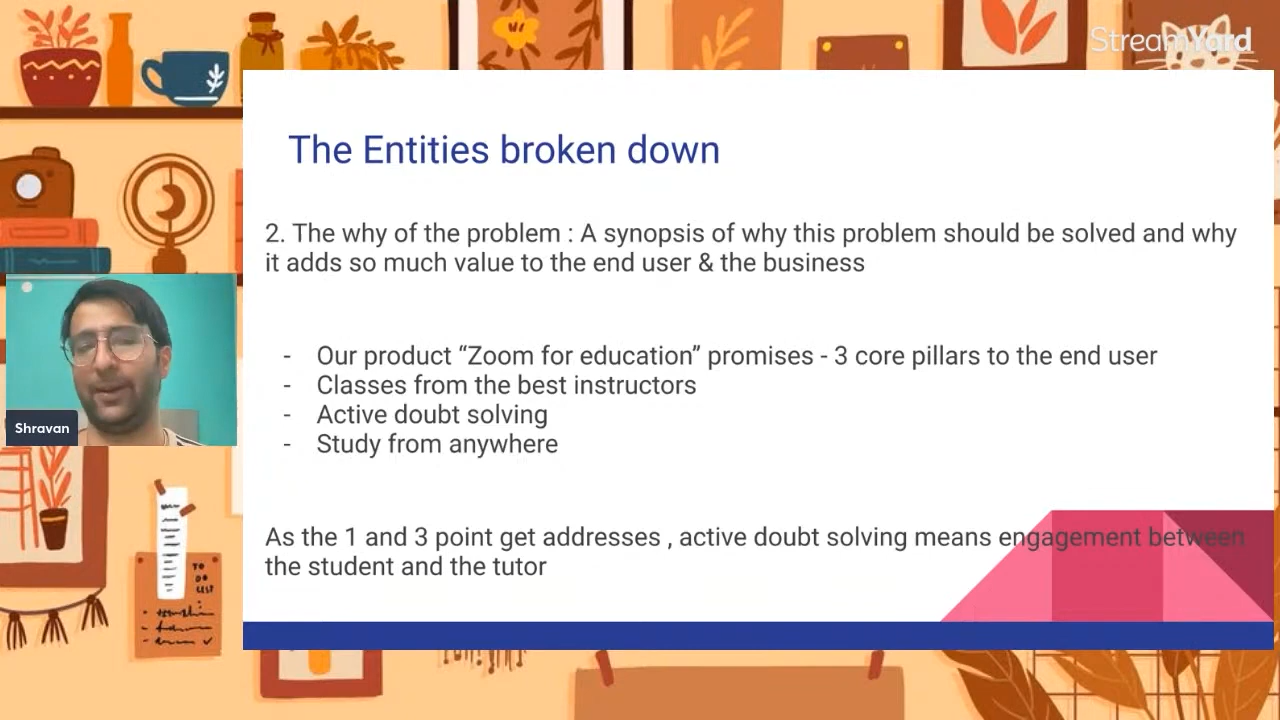 StreamYard
The Entities broken down
2. The why of the problem : A synopsis of why this problem should be solved and why
it adds so much value to the end user & the business
- Our product “Zoom for education” promises - 3 core pillars to the end user
- Classes from the best instructors
- Active doubt solving
- Study from anywhere
Shravan
As the 1 and 3 point get addresses , active doubt solving means engagement between
the student and the tutor
TO
DO
LIST